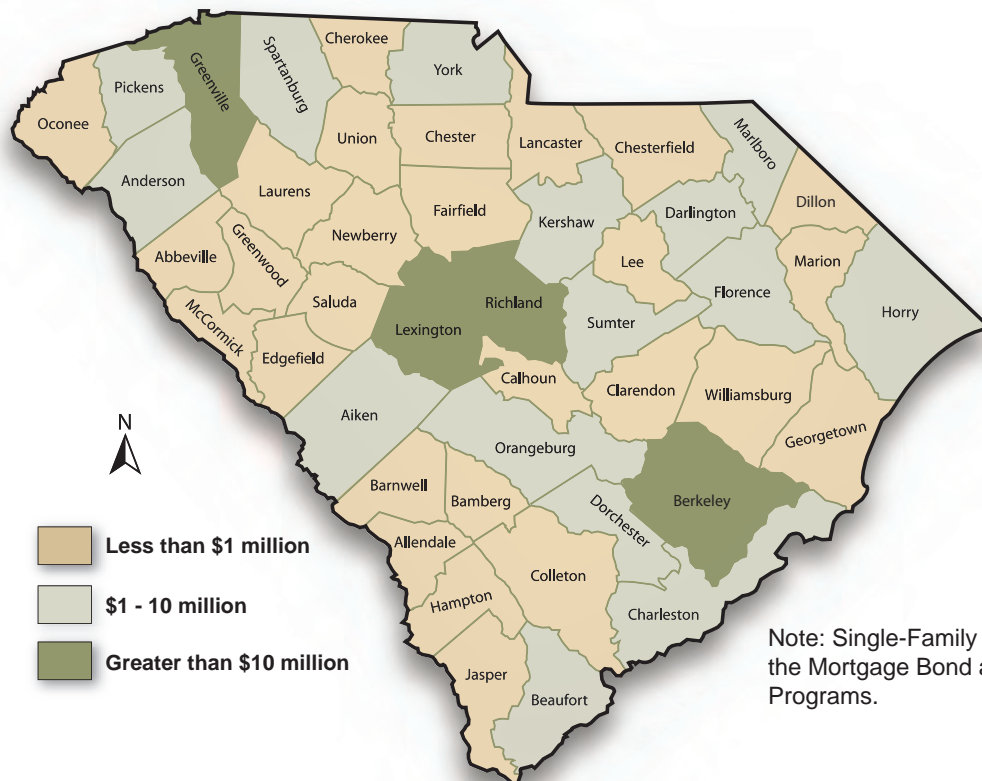 Cherokee
Spartanburg
York
Greenville
Pickens
Oconee
Union
Chester
Lancaster
Chesterfield
Marlboro
Anderson
Laurens
Fairfield
Kershaw
Darlington
Dillon
Abbeville
Greenwood
Newberry
Lee
Marion
McCormick
Saluda
Richland
Florence
Horry
Lexington
Sumter
Edgefield
Calhoun
Clarendon
Williamsburg
Aiken
Georgetown
N
Orangeburg
Barnwell
Bamberg
Dorchester
Berkeley
Allendale
Colleton
Hampton
Charleston
Jasper
Beaufort
Less than $1 million
$1 - 10 million
Greater than $10 million
Note: Single-Family
the Mortgage Bond a
Programs.